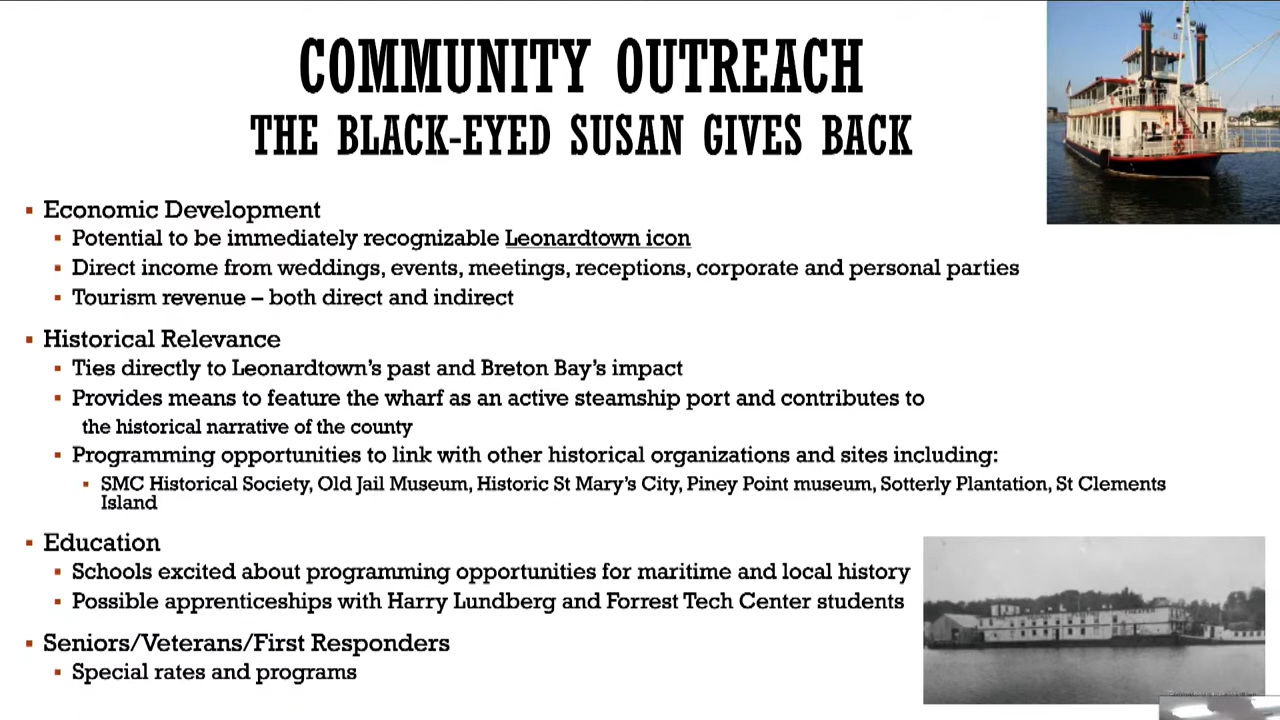 COMMUNITY OUTREACH
THE BLACK-EYED SUSAN GIVES BACK
▪ Economic Development
▪ Potential to be immediately recognizable Leonardtown icon
▪ Direct income from weddings, events, meetings, receptions, corporate and personal parties
▪ Tourism revenue – both direct and indirect
▪ Historical Relevance
▪ Ties directly to Leonardtown's past and Breton Bay's impact
▪ Provides means to feature the wharf as an active steamship port and contributes to
the historical narrative of the county
▪ Programming opportunities to link with other historical organizations and sites including:
▪ SMC Historical Society, Old Jail Museum, Historic St Mary's City, Piney Point museum, Sotterly Plantation, St Clements
Island
▪ Education
▪ Schools excited about programming opportunities for maritime and local history
▪ Possible apprenticeships with Harry Lundberg and Forrest Tech Center students
▪ Seniors/Veterans/First Responders
▪ Special rates and programs